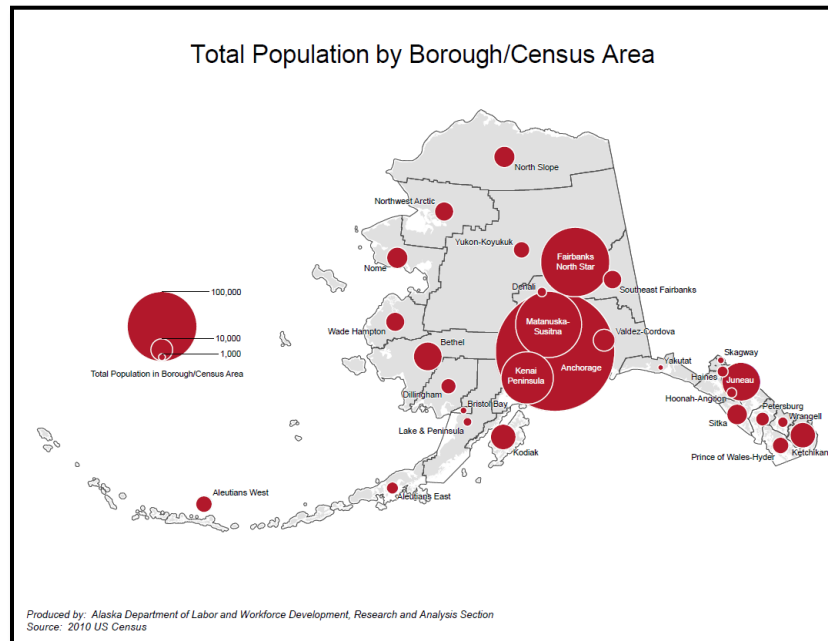 Total Population by Borough/Census Area
North Slope
Northwest Arctic
Yukon-Koyukuk
Nome
Fairbanks
North Star
Denali
Southeast Fairbanks
100,000
10,000
1,000
Total Population in Borough/Census Area
Wade Hampton
Matanuska-
Susitna
Valdez-Cordova
Bethel
Kenai
Peninsula
Anchorage
Yakutat
Skagway
Haines
Juneau
Hoonah-Angoon
Dillingham
Bristol Bay
Lake & Peninsula
Kodiak
Petersburg
Wrangell
Sitka
Prince of Wales-Hyder
Ketchikan
Aleutians West
Aleutians East
Produced by: Alaska Department of Labor and Workforce Development, Research and Analysis Section
Source: 2010 US Census